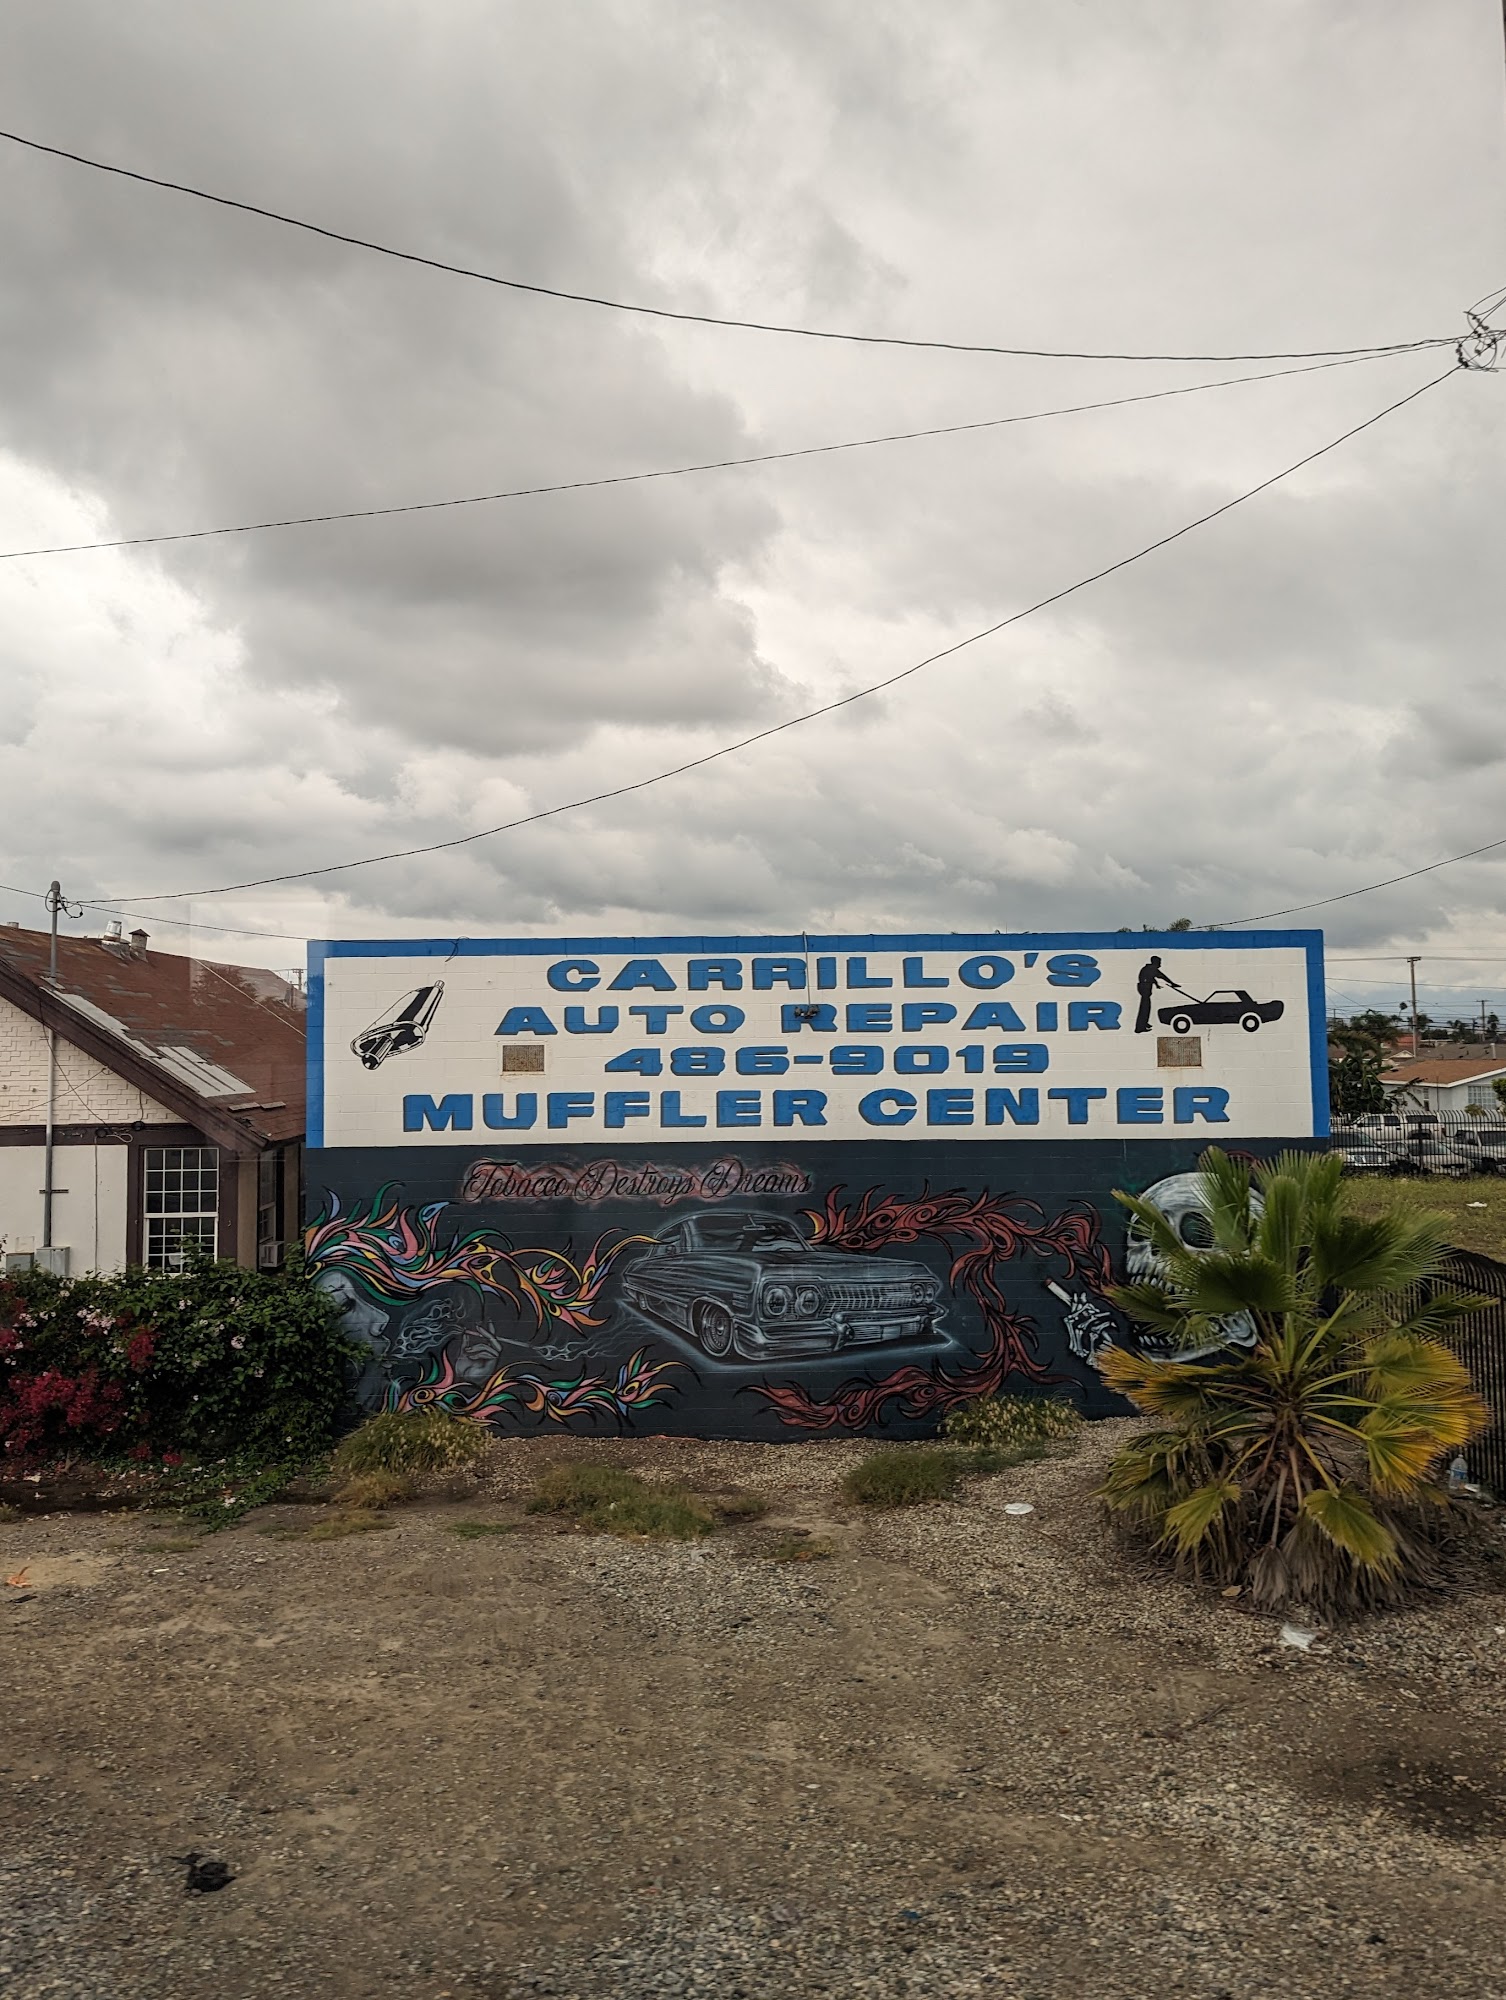 CARRILLO'S
AUTO REPAIR
486-9019
MUFFLER CENTER
Tobacco Destroys Dreams